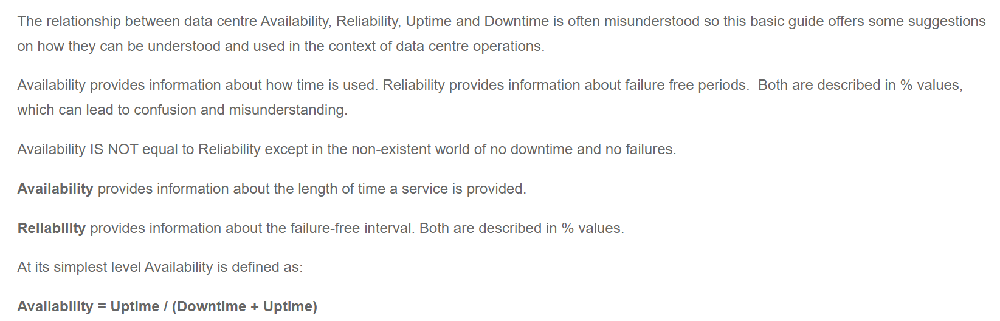 The relationship between data centre Availability, Reliability, Uptime and Downtime is often misunderstood so this basic guide offers some suggestions
on how they can be understood and used in the context of data centre operations.
Availability provides information about how time is used. Reliability provides information about failure free periods.  Both are described in % values,
which can lead to confusion and misunderstanding.
Availability IS NOT equal to Reliability except in the non-existent world of no downtime and no failures.
Availability provides information about the length of time a service is provided.
Reliability provides information about the failure-free interval. Both are described in % values.
At its simplest level Availability is defined as:
Availability = Uptime / (Downtime + Uptime)